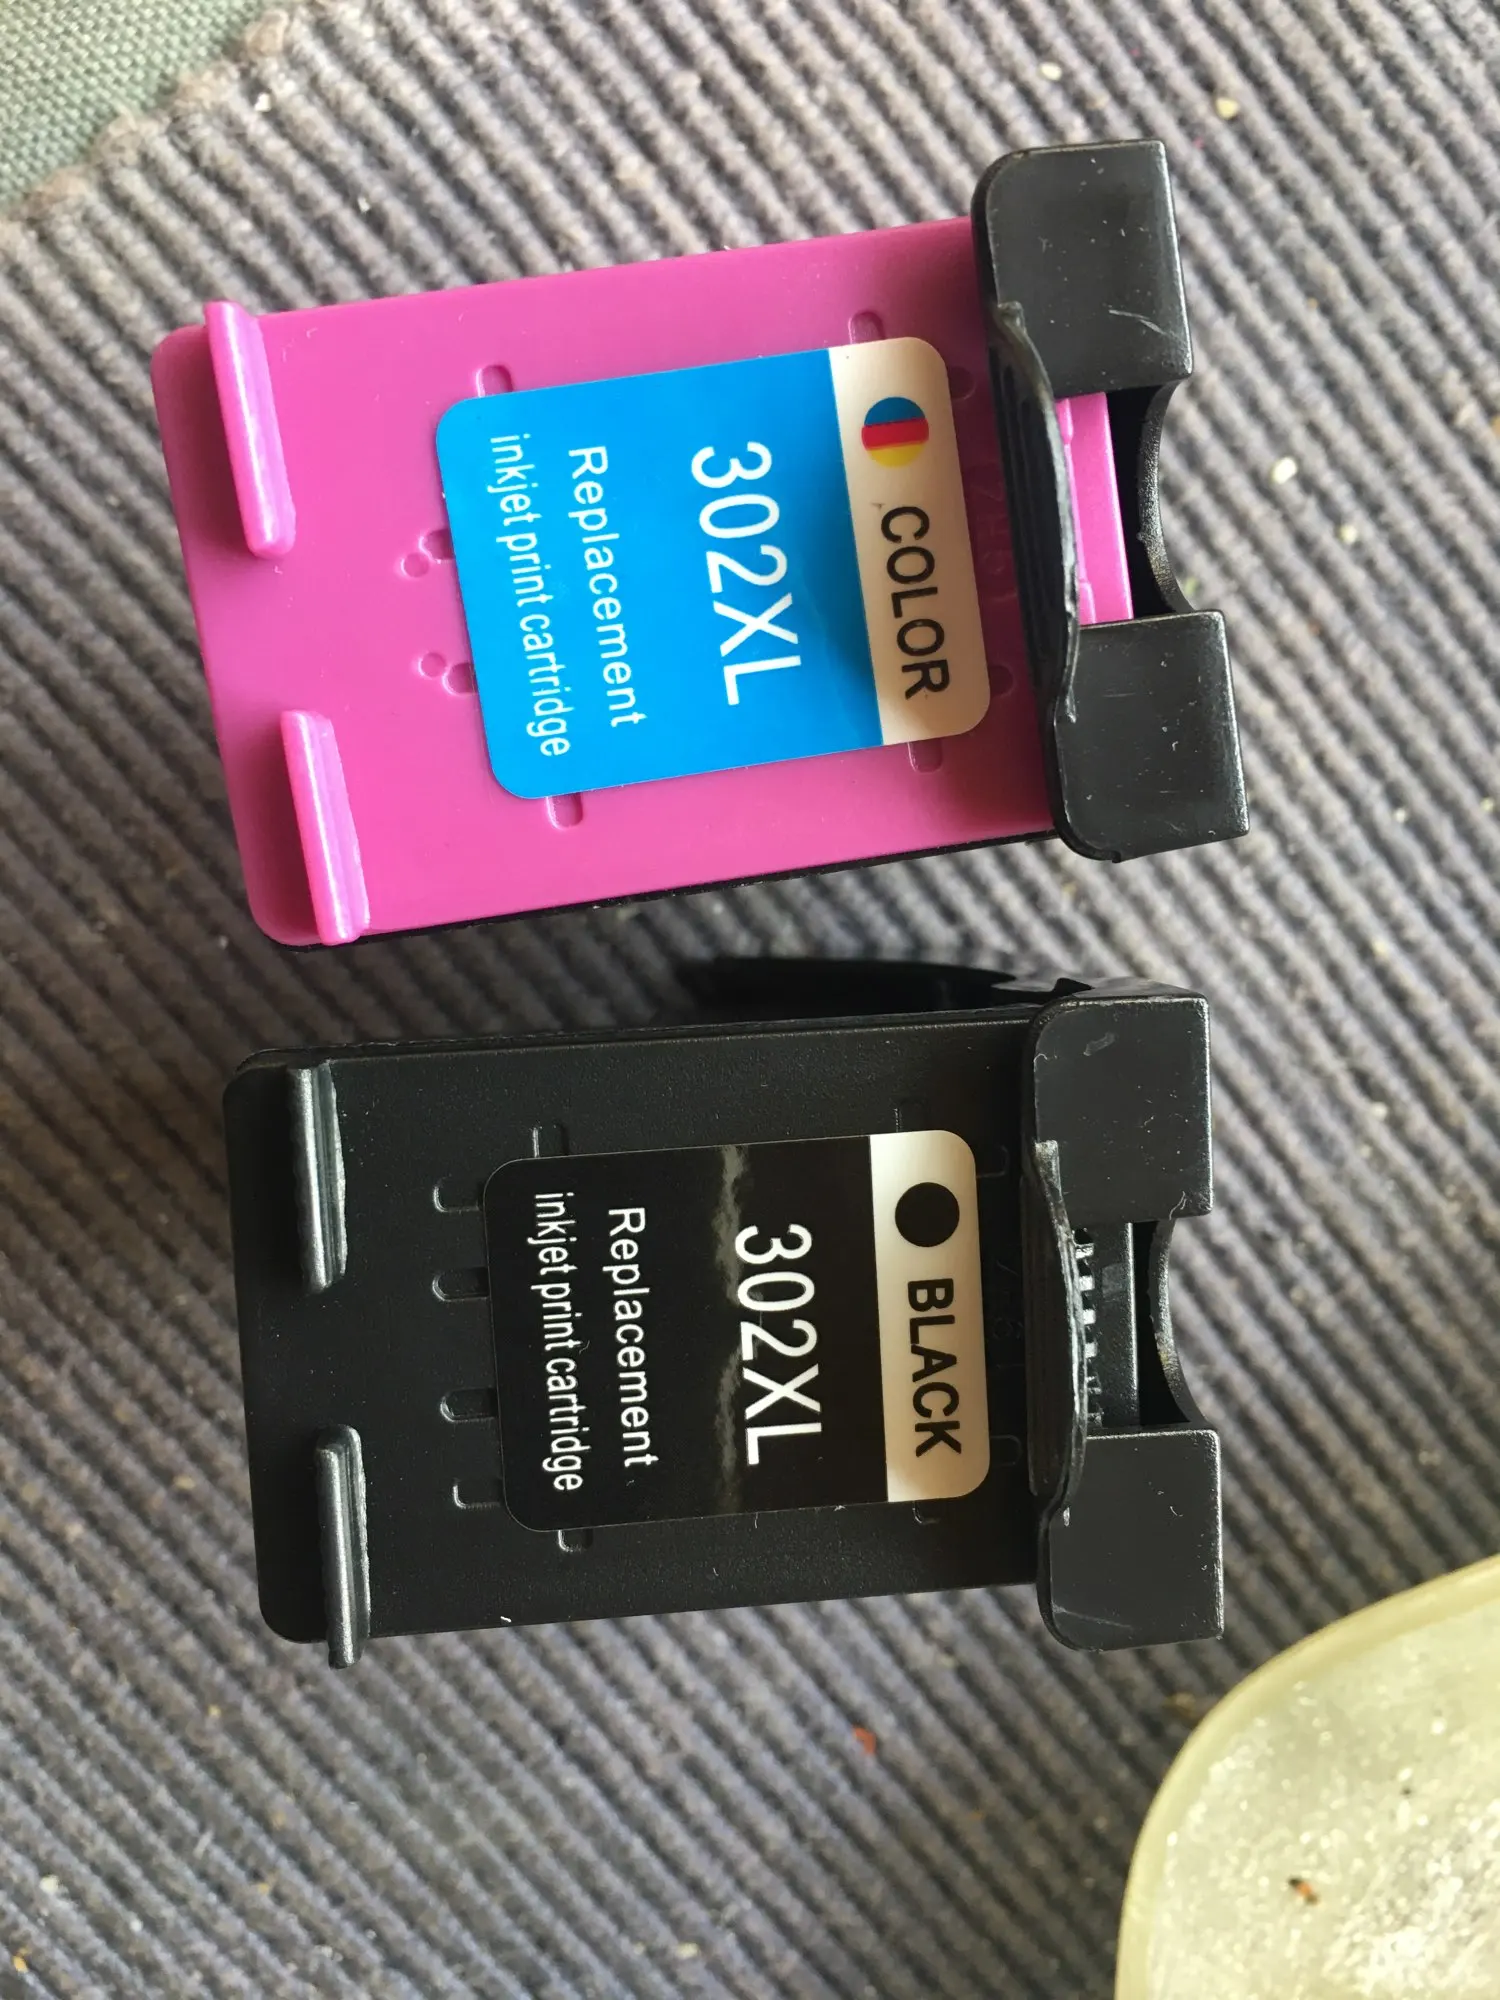 COLOR
302XL
Replacement
inkjet print cartridge
BLACK
302XL
Replacement
inkjet print cartridge